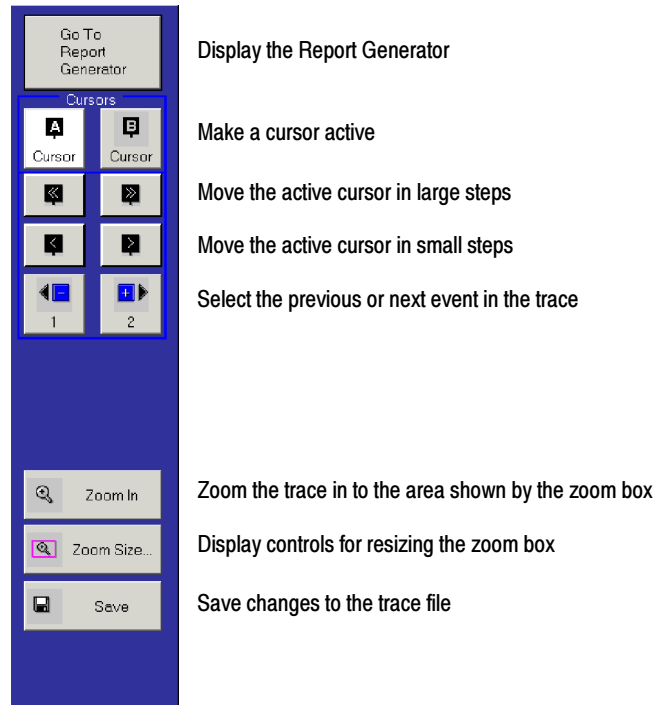 Go To
Report
Generator
Display the Report Generator
Cursors
A
Cursor
B
Cursor
Make a cursor active
Move the active cursor in large steps
Move the active cursor in small steps
1
2
Select the previous or next event in the trace
Zoom In
Zoom the trace in to the area shown by the zoom box
Zoom Size...
Display controls for resizing the zoom box
Save
Save changes to the trace file